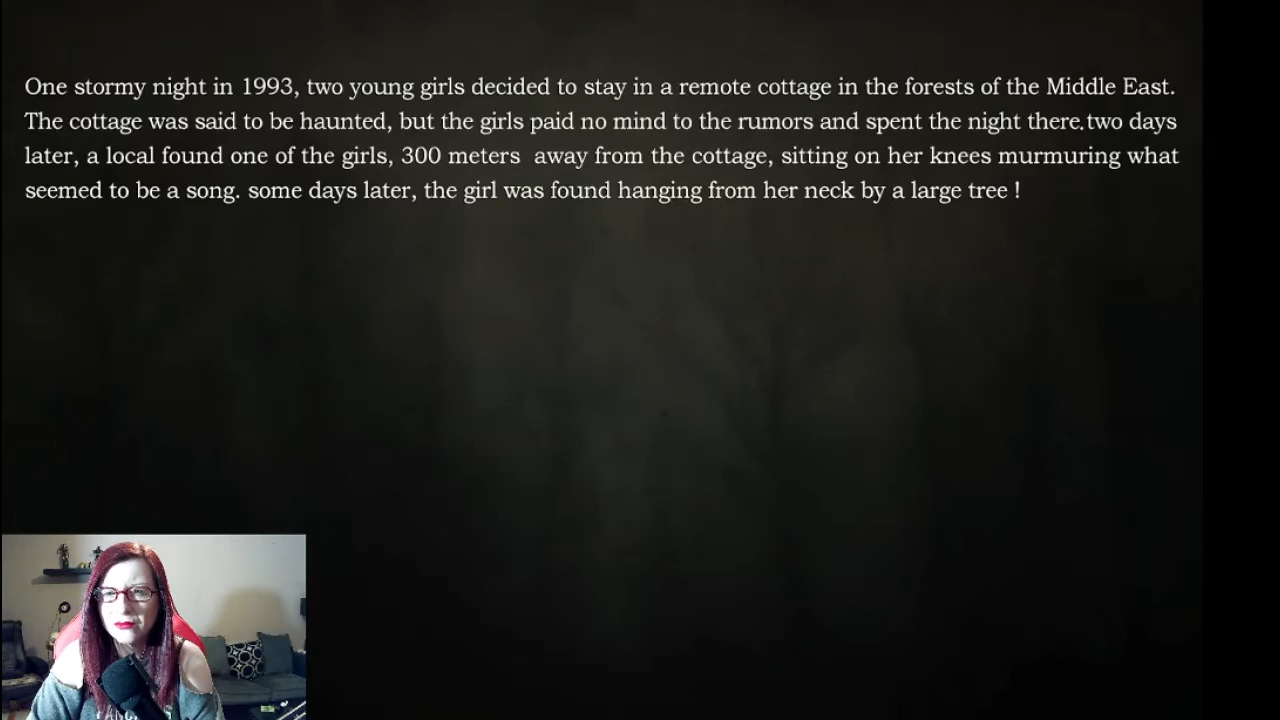 One stormy night in 1993, two young girls decided to stay in a remote cottage in the forests of the Middle East.
The cottage was said to be haunted, but the girls paid no mind to the rumors and spent the night there.two days
later, a local found one of the girls, 300 meters  away from the cottage, sitting on her knees murmuring what
seemed to be a song. some days later, the girl was found hanging from her neck by a large tree !